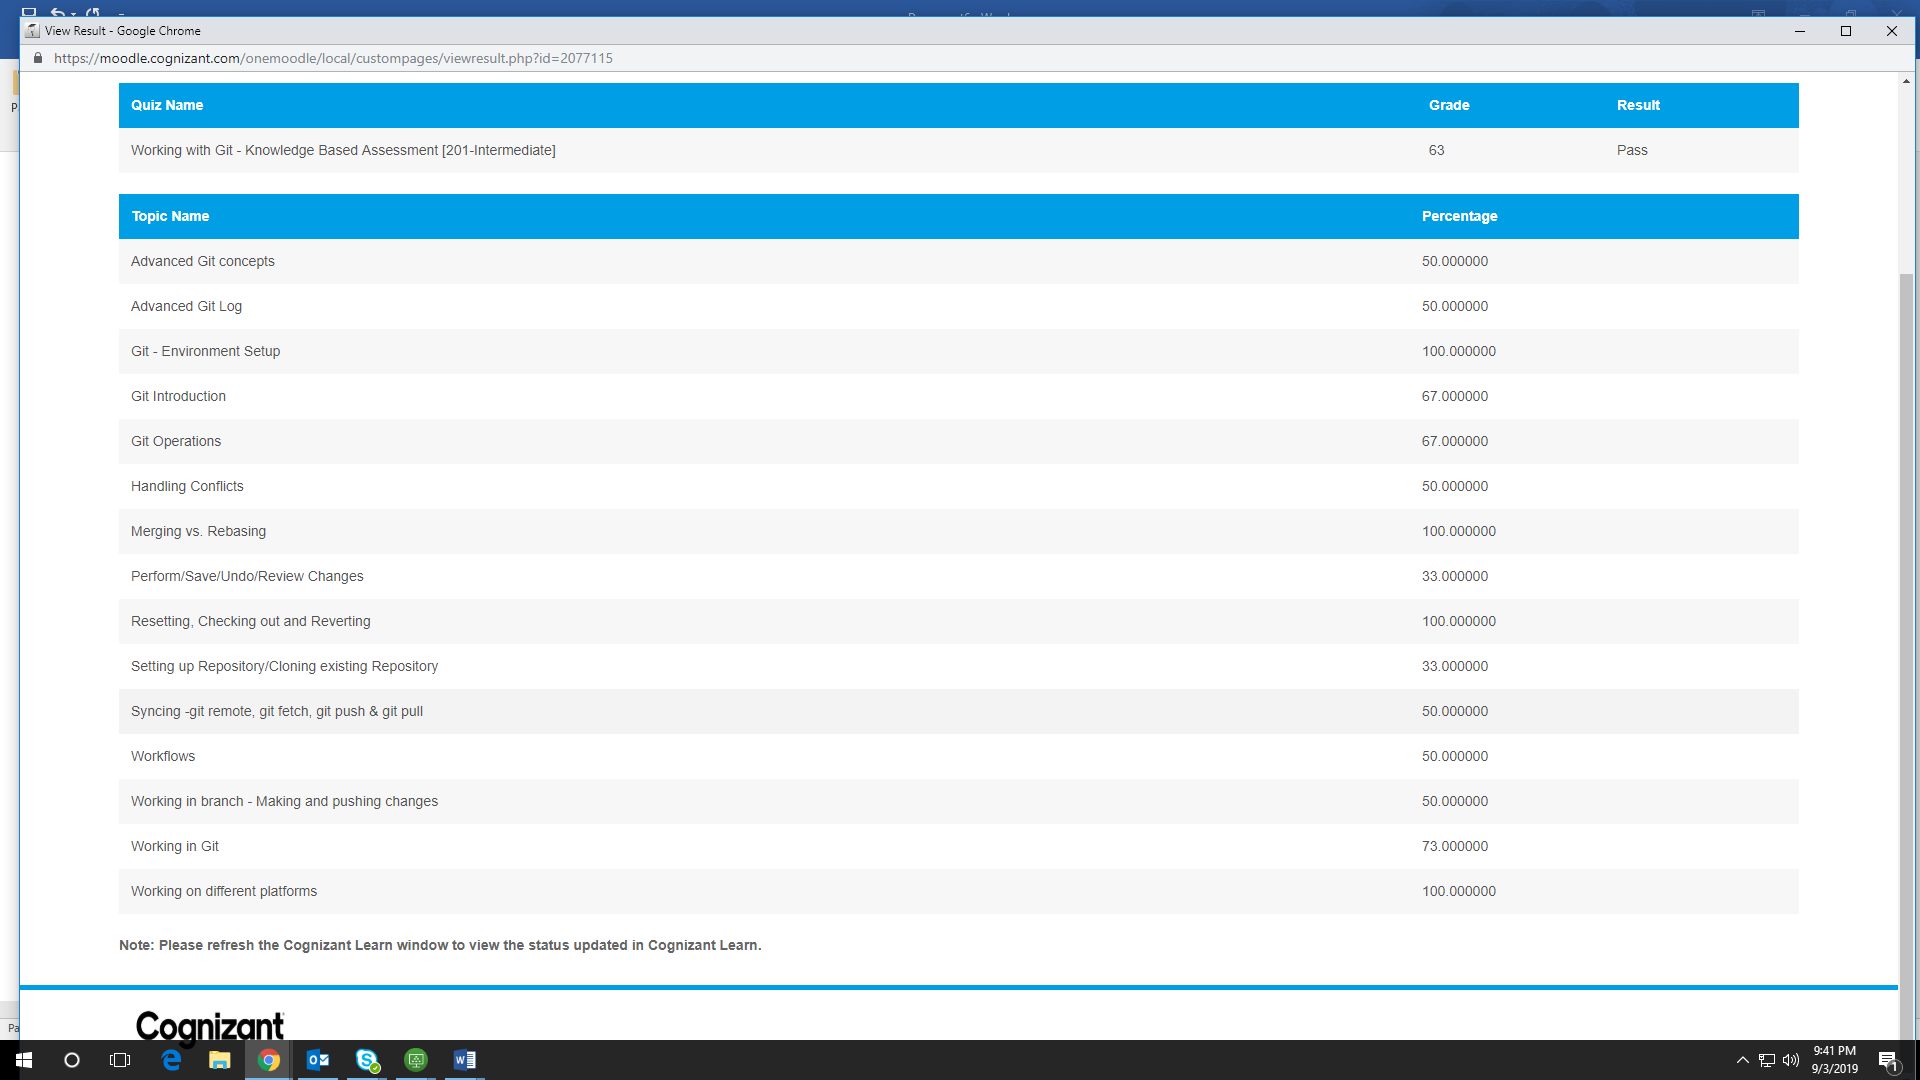 View Result - Google Chrome
https://moodle.cognizant.com/onemoodle/local/custompages/viewresult.php?id=2077115
Quiz Name Grade Result
Working with Git - Knowledge Based Assessment [201-Intermediate] 63 Pass
Topic Name Percentage
Advanced Git concepts 50.000000
Advanced Git Log 50.000000
Git - Environment Setup 100.000000
Git Introduction 67.000000
Git Operations 67.000000
Handling Conflicts 50.000000
Merging vs. Rebasing 100.000000
Perform/Save/Undo/Review Changes 33.000000
Resetting, Checking out and Reverting 100.000000
Setting up Repository/Cloning existing Repository 33.000000
Syncing -git remote, git fetch, git push & git pull 50.000000
Workflows 50.000000
Working in branch - Making and pushing changes 50.000000
Working in Git 73.000000
Working on different platforms 100.000000
Note: Please refresh the Cognizant Learn window to view the status updated in Cognizant Learn.
Cognizant
9:41 PM
9/3/2019
1